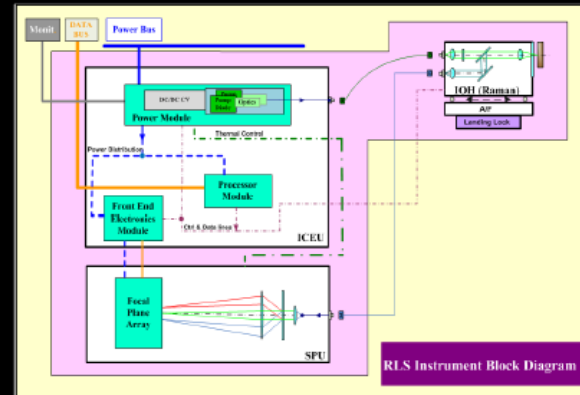 Monit
DATA
BUS
Power Bus
DC/DC CV
Optics
Power Module
Thermal Control
Power Distribution
Processor
Module
Front End
Electronics
Module
Ctrl & Data lines
ICEU
Focal
Plane
Array
SPU
IOH (Raman)
Landing Lock
RLS Instrument Block Diagram